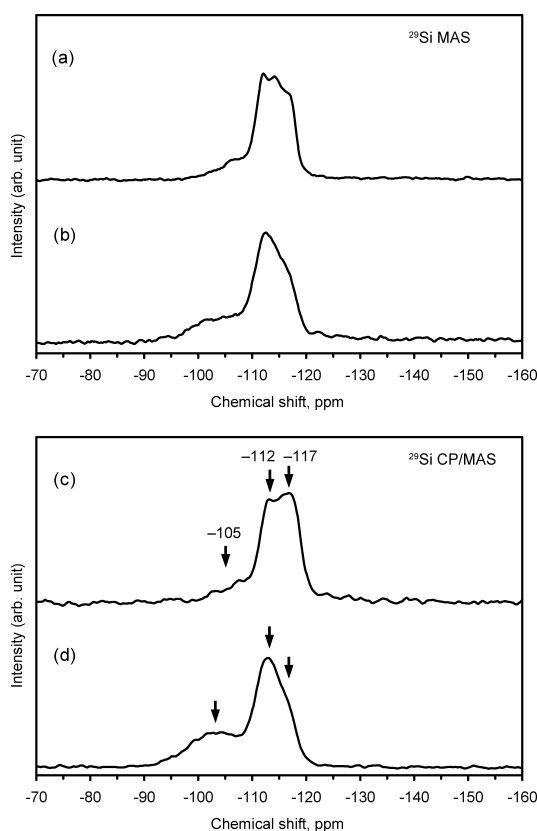 (a)
²⁹Si MAS
(b)
Intensity (arb. unit)
-70 -80 -90 -100 -110 -120 -130 -140 -150 -160
Chemical shift, ppm
–112 –117
²⁹Si CP/MAS
(c)
–105
(d)
Intensity (arb. unit)
-70 -80 -90 -100 -110 -120 -130 -140 -150 -160
Chemical shift, ppm